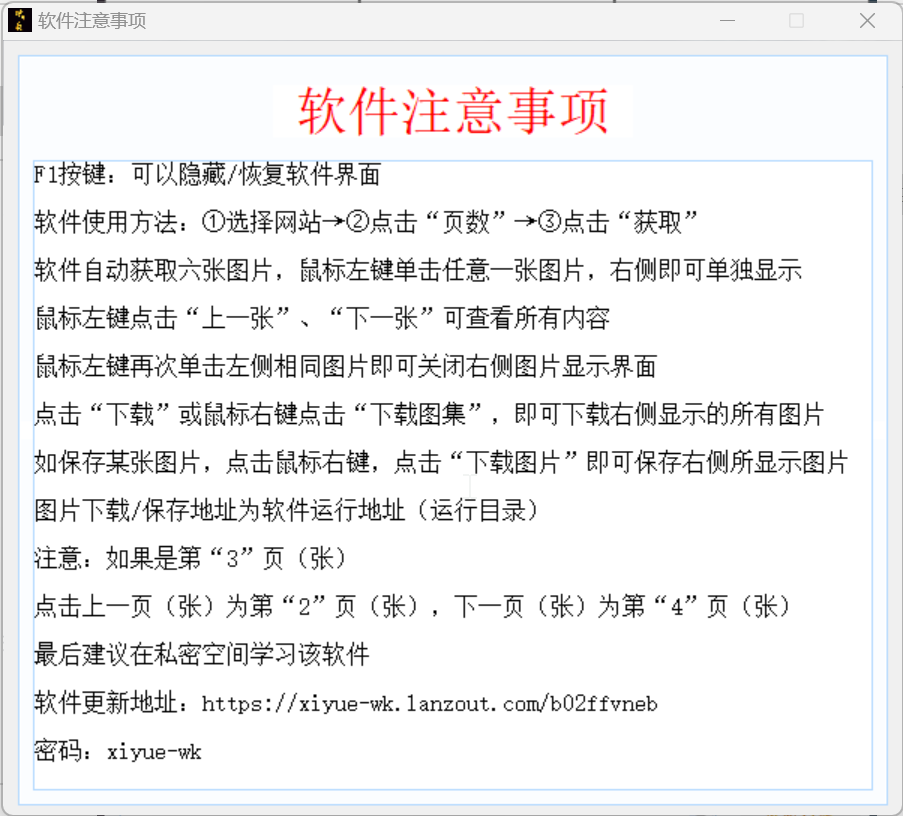 软件注意事项
软件注意事项
F1按键：可以隐藏/恢复软件界面
软件使用方法：①选择网站→②点击“页数”→③点击“获取”
软件自动获取六张图片，鼠标左键单击任意一张图片，右侧即可单独显示
鼠标左键点击“上一张”、“下一张”可查看所有内容
鼠标左键再次单击左侧相同图片即可关闭右侧图片显示界面
点击“下载”或鼠标右键点击“下载图集”，即可下载右侧显示的所有图片
如保存某张图片，点击鼠标右键，点击“下载图片”即可保存右侧所显示图片
图片下载/保存地址为软件运行地址（运行目录）
注意：如果是第“3”页（张）
点击上一页（张）为第“2”页（张），下一页（张）为第“4”页（张）
最后建议在私密空间学习该软件
软件更新地址：https://xiyue-wk.lanzout.com/b02ffvneb
密码：xiyue-wk